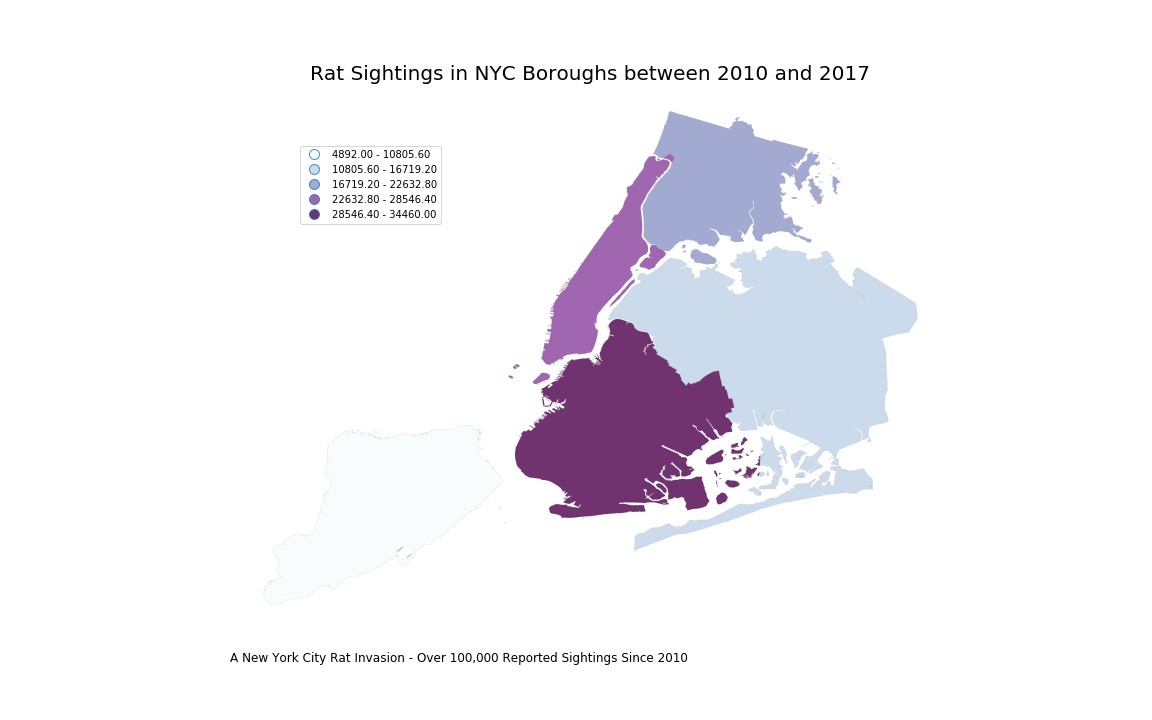 Rat Sightings in NYC Boroughs between 2010 and 2017
4892.00 - 10805.60
10805.60 - 16719.20
16719.20 - 22632.80
22632.80 - 28546.40
28546.40 - 34460.00
A New York City Rat Invasion - Over 100,000 Reported Sightings Since 2010